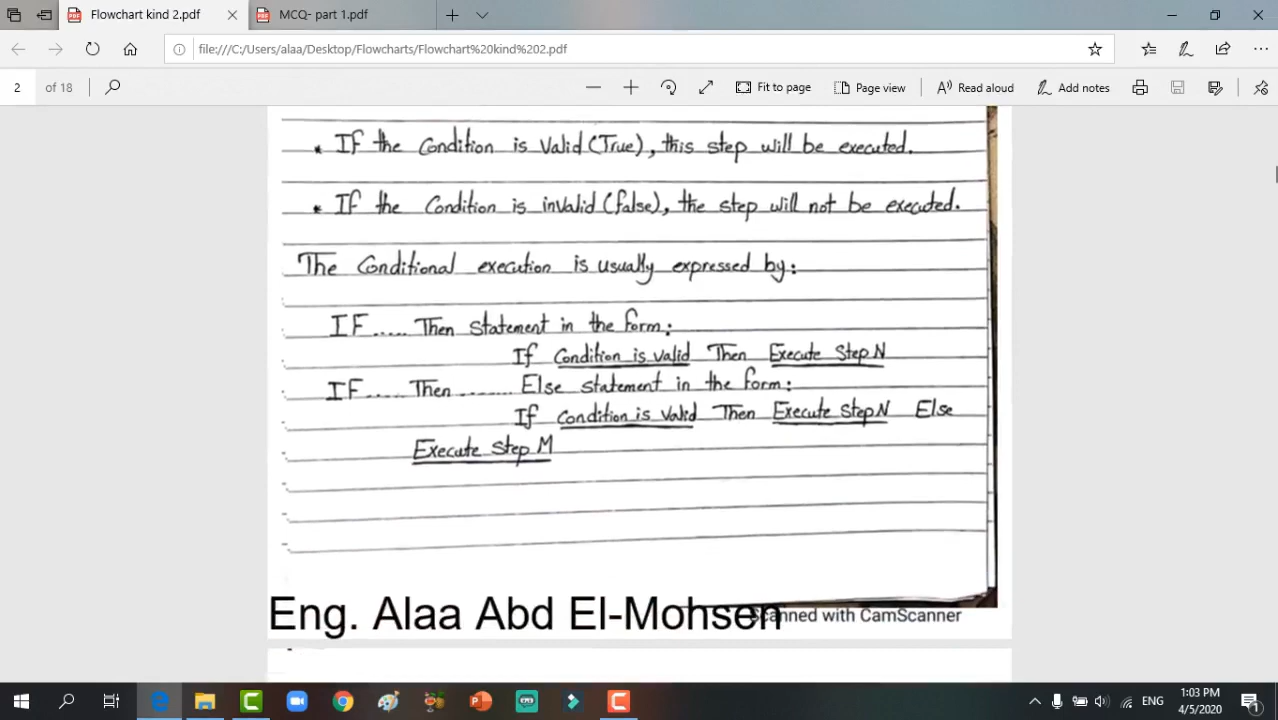 Flowchart kind 2.pdf
MCQ- part 1.pdf
file:///C:/Users/alaa/Desktop/Flowcharts/Flowchart%20kind%202.pdf
2 of 18
Fit to page
Page view
Read aloud
Add notes
* If the Condition is Valid (True), this step will be executed.
* If the Condition is invalid (false), the step will not be executed.
The Conditional execution is usually expressed by:
IF..... Then statement in the form:
If Condition is valid Then Execute Step N
IF..... Then ........ Else statement in the form:
If Condition is Valid Then Execute Step N Else
Execute Step M
Eng. Alaa Abd El-Mohsen
Scanned with CamScanner
ENG
1:03 PM
4/5/2020